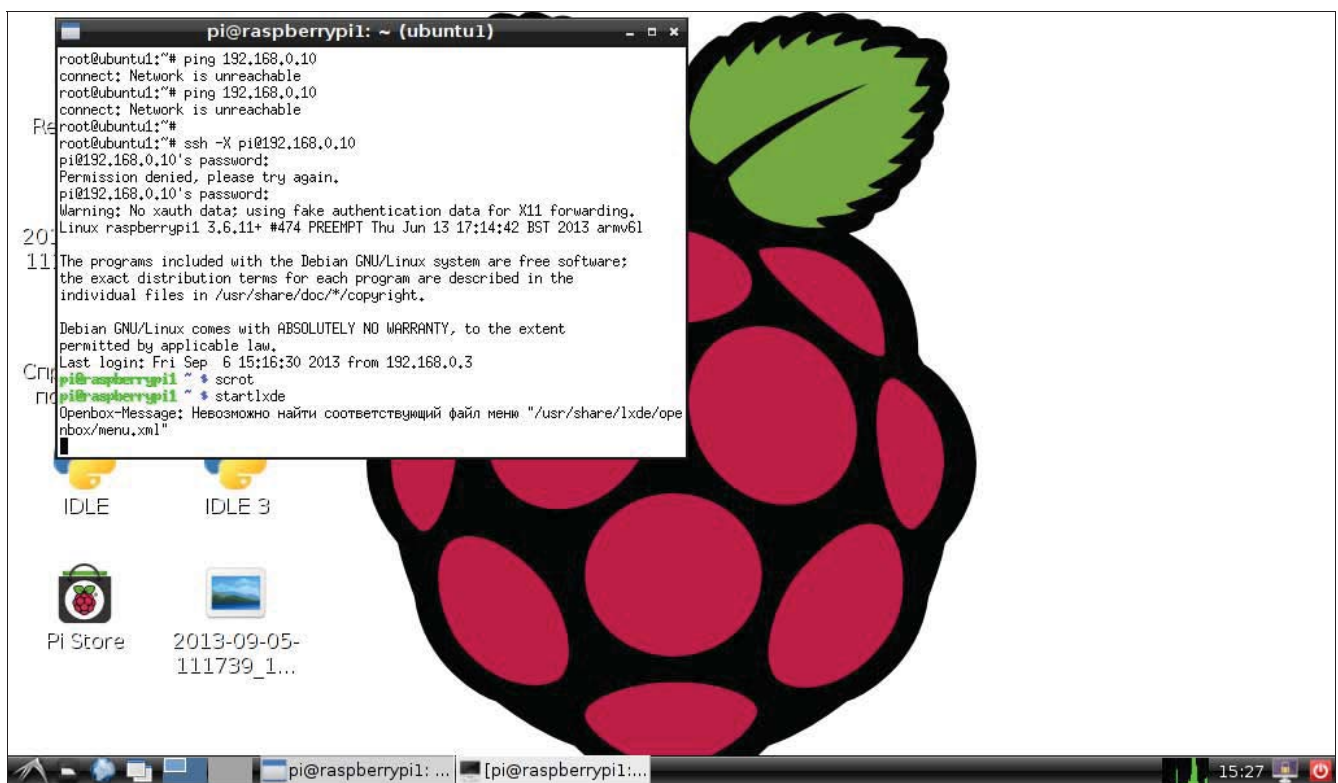 pi@raspberrypi1: ~ (ubuntu1)
root@ubuntu1:~# ping 192.168.0.10
connect: Network is unreachable
root@ubuntu1:~# ping 192.168.0.10
connect: Network is unreachable
root@ubuntu1:~#
root@ubuntu1:~# ssh -X pi@192.168.0.10
pi@192.168.0.10's password:
Permission denied, please try again.
pi@192.168.0.10's password:
Warning: No xauth data; using fake authentication data for X11 forwarding.
Linux raspberrypi1 3.6.11+ #474 PREEMPT Thu Jun 13 17:14:42 BST 2013 armv6l
The programs included with the Debian GNU/Linux system are free software;
the exact distribution terms for each program are described in the
individual files in /usr/share/doc/*/copyright.
Debian GNU/Linux comes with ABSOLUTELY NO WARRANTY, to the extent
permitted by applicable law.
Last login: Fri Sep  6 15:16:30 2013 from 192.168.0.3
pi@raspberrypi1 ~ $ scrot
pi@raspberrypi1 ~ $ startlxde
Openbox-Message: Невозможно найти соответствующий файл меню "/usr/share/lxde/ope
nbox/menu.xml"
IDLE
IDLE 3
Pi Store
2013-09-05-
111739_1...
pi@raspberrypi1: ...
[pi@raspberrypi1:...
15:27